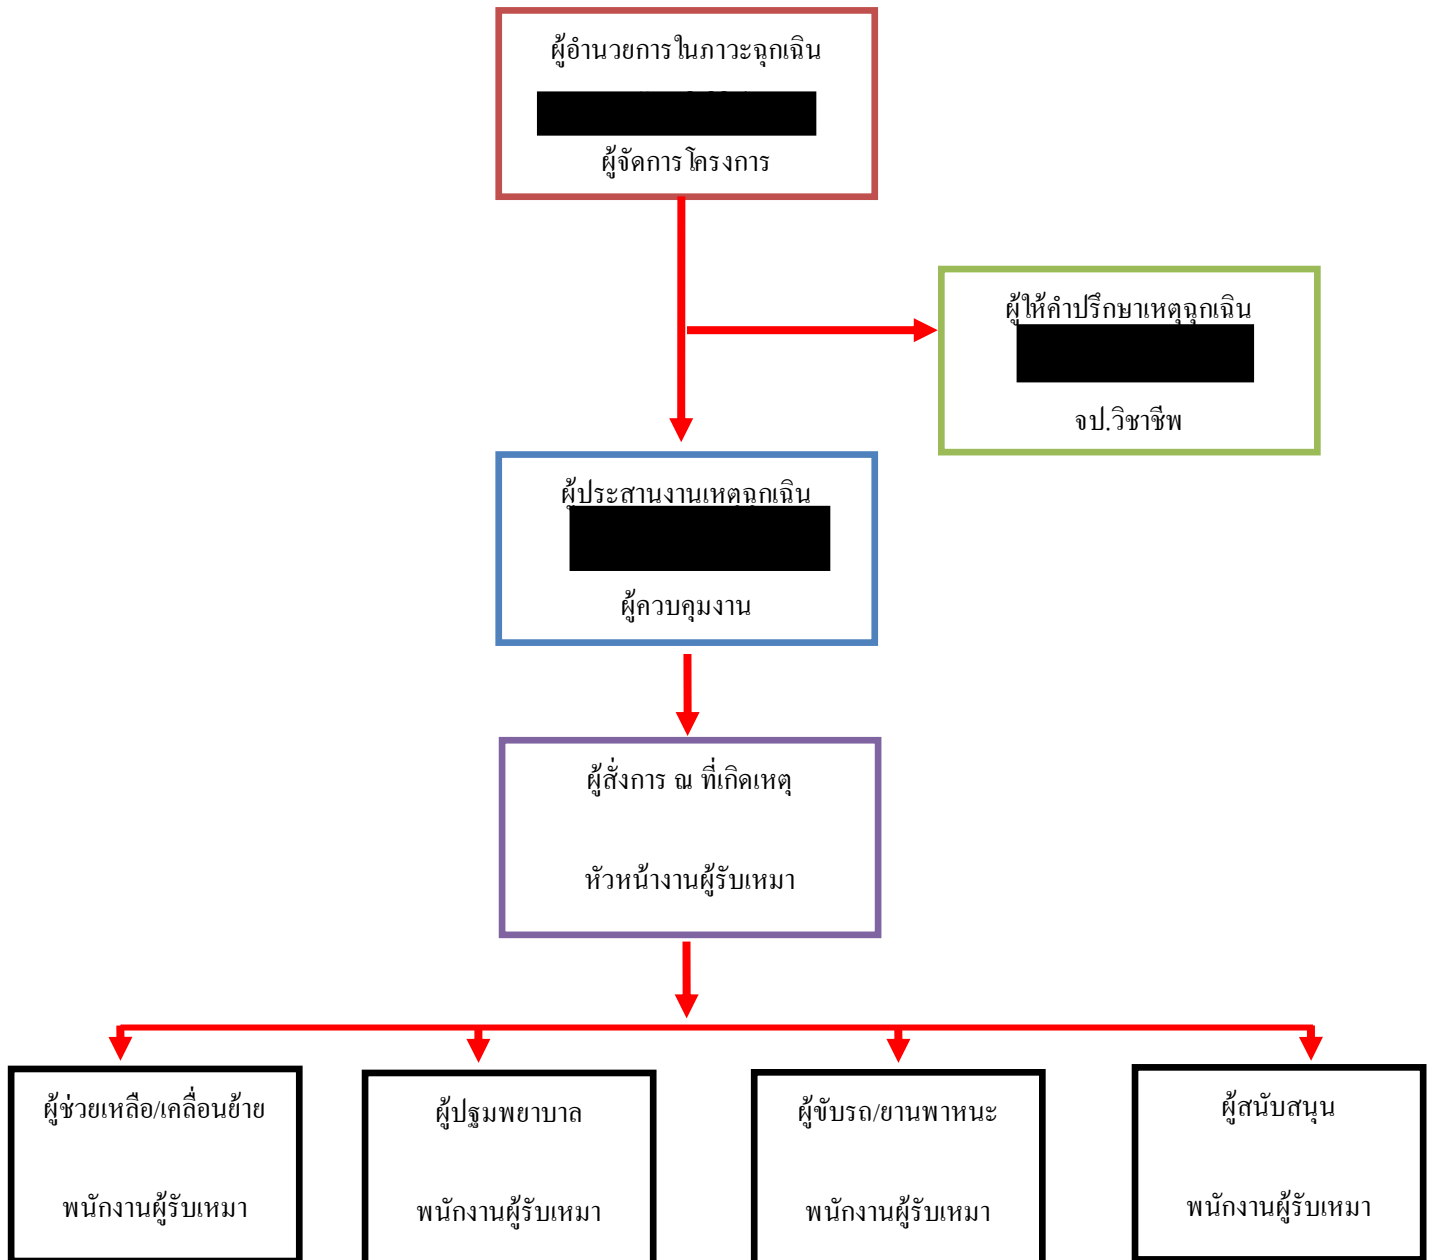 ผู้อำนวยการในภาวะฉุกเฉิน
ผู้จัดการโครงการ
ผู้ให้คำปรึกษาเหตุฉุกเฉิน
จป.วิชาชีพ
ผู้ประสานงานเหตุฉุกเฉิน
ผู้ควบคุมงาน
ผู้สั่งการ ณ ที่เกิดเหตุ
หัวหน้างานผู้รับเหมา
ผู้ช่วยเหลือ/เคลื่อนย้าย
พนักงานผู้รับเหมา
ผู้ปฐมพยาบาล
พนักงานผู้รับเหมา
ผู้ขับรถ/ยานพาหนะ
พนักงานผู้รับเหมา
ผู้สนับสนุน
พนักงานผู้รับเหมา